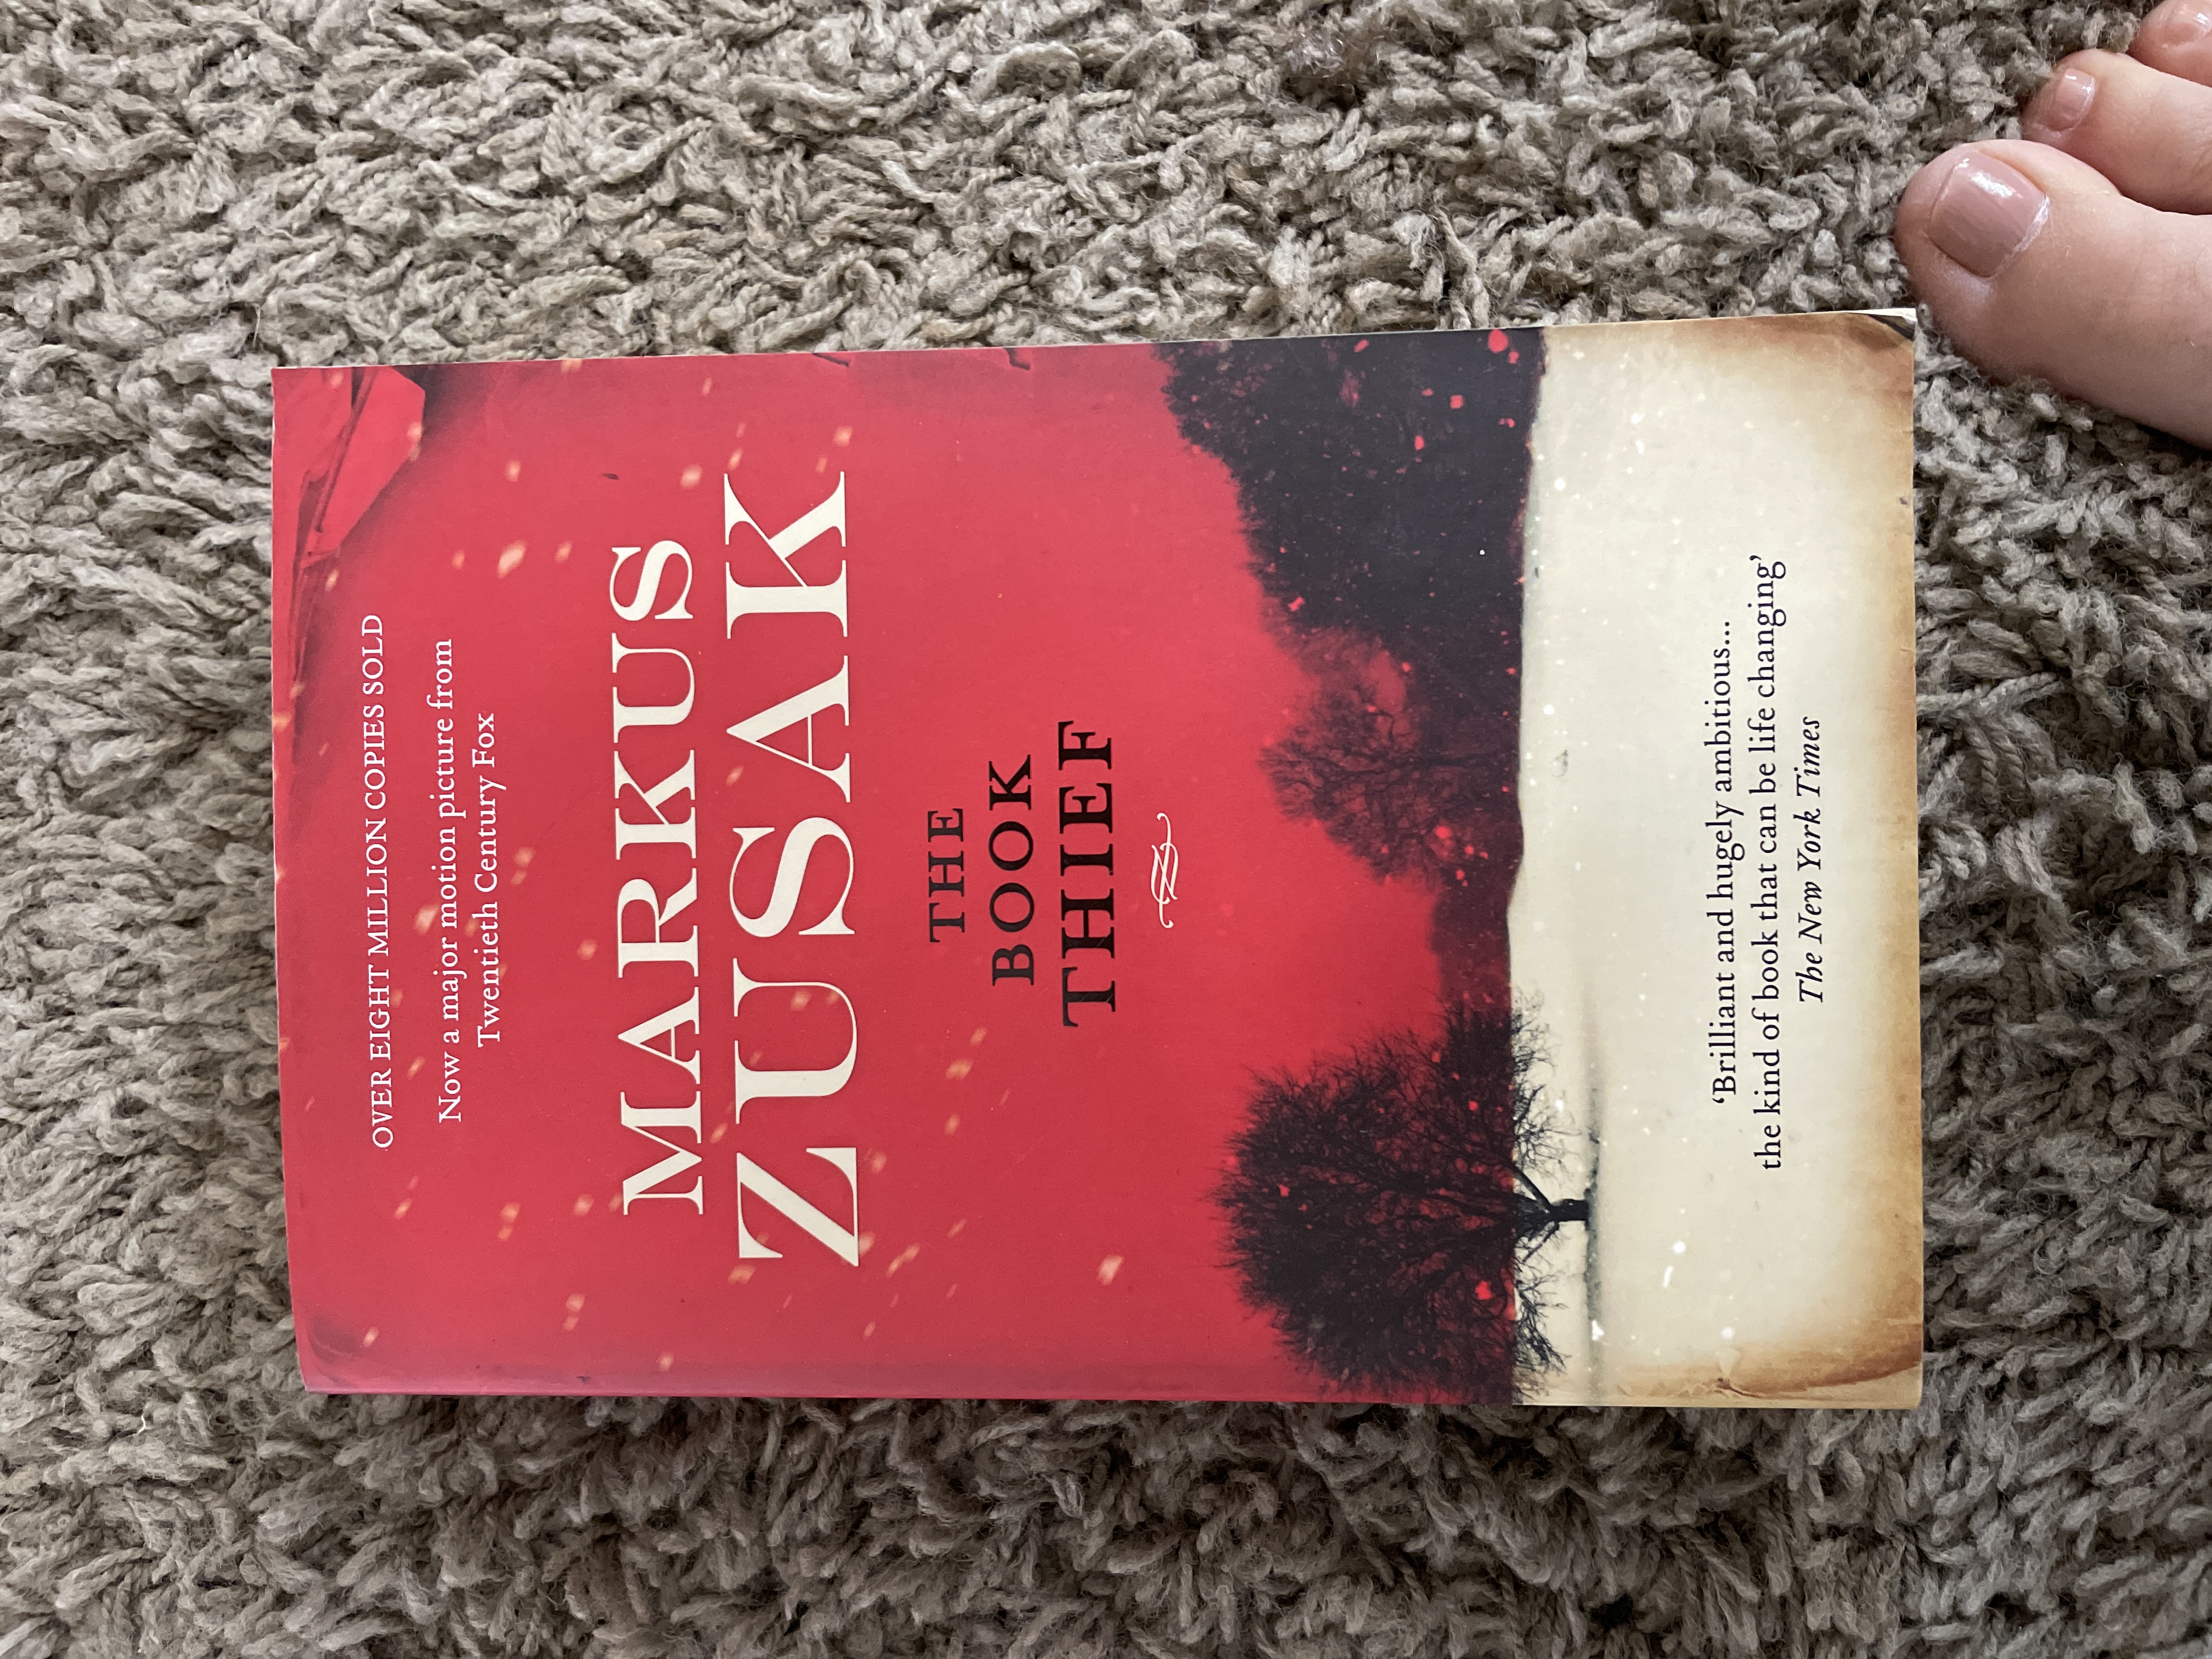 OVER EIGHT MILLION COPIES SOLD
Now a major motion picture from
Twentieth Century Fox
MARKUS
ZUSAK
THE
BOOK
THIEF
‘Brilliant and hugely ambitious...
the kind of book that can be life changing’
The New York Times